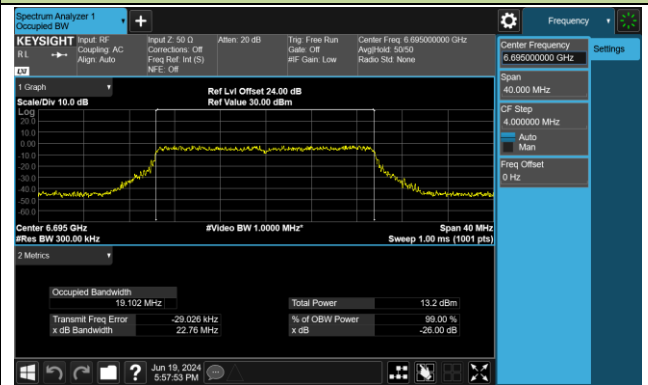 Spectrum Analyzer 1
Occupied BW
Frequency
KEYSIGHT
RL
LXI
Input: RF
Coupling: AC
Align: Auto
Input Z: 50 Ω
Corrections: Off
Freq Ref: Int (S)
NFE: Off
Atten: 20 dB
Trig: Free Run
Gate: Off
#IF Gain: Low
Center Freq: 6.695000000 GHz
Avg|Hold: 50/50
Radio Std: None
Center Frequency
6.695000000 GHz
Settings
Span
40.000 MHz
CF Step
4.000000 MHz
Auto
Man
Freq Offset
0 Hz
1 Graph
Scale/Div 10.0 dB
Ref Lvl Offset 24.00 dB
Ref Value 30.00 dBm
Log
20.0
10.0
0.00
-10.0
-20.0
-30.0
-40.0
-50.0
-60.0
Center 6.695 GHz
#Res BW 300.00 kHz
#Video BW 1.0000 MHz*
Span 40 MHz
Sweep 1.00 ms (1001 pts)
2 Metrics
Occupied Bandwidth
19.102 MHz
Total Power 13.2 dBm
Transmit Freq Error -29.026 kHz
% of OBW Power 99.00 %
x dB Bandwidth 22.76 MHz
x dB -26.00 dB
?
Jun 19, 2024
5:57:53 PM